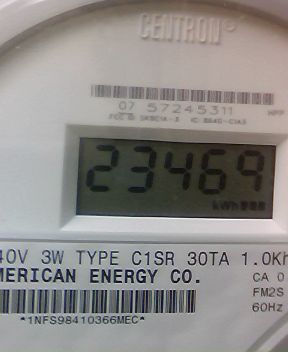 CENTRON®
07 57245311
23469
kWh
40V 3W TYPE C1SR 30TA 1.0Kh
MERICAN ENERGY CO.
CA 0
FM2S
60Hz
*1NFS98410366MEC*